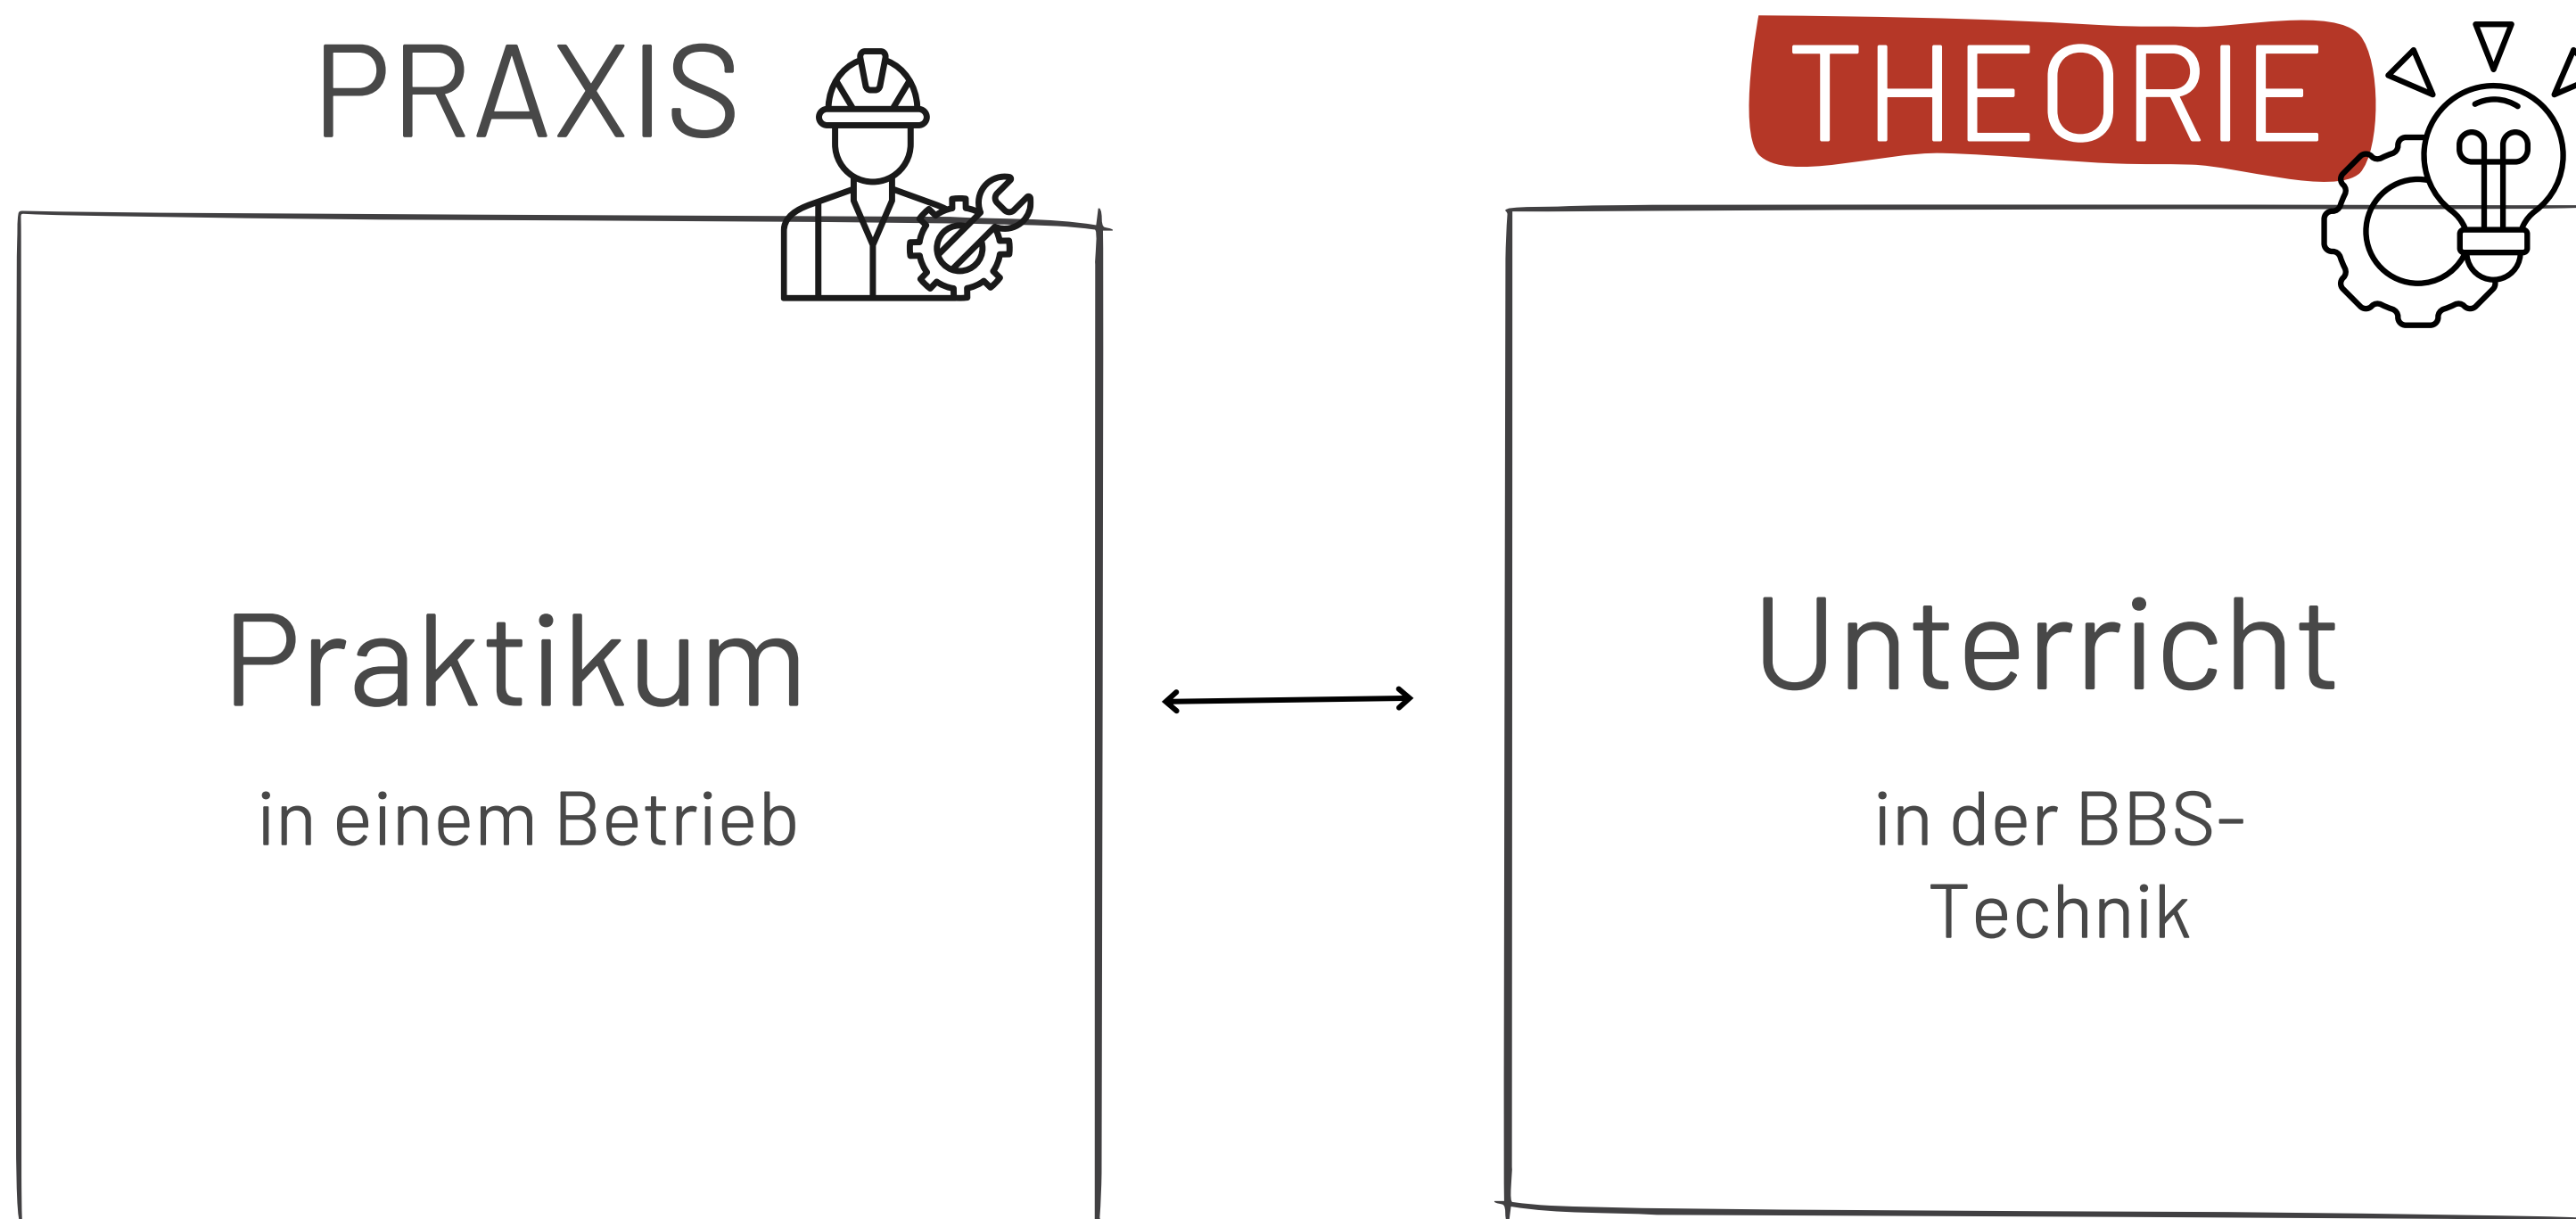 PRAXIS
Praktikum
in einem Betrieb
THEORIE
Unterricht
in der BBS-
Technik